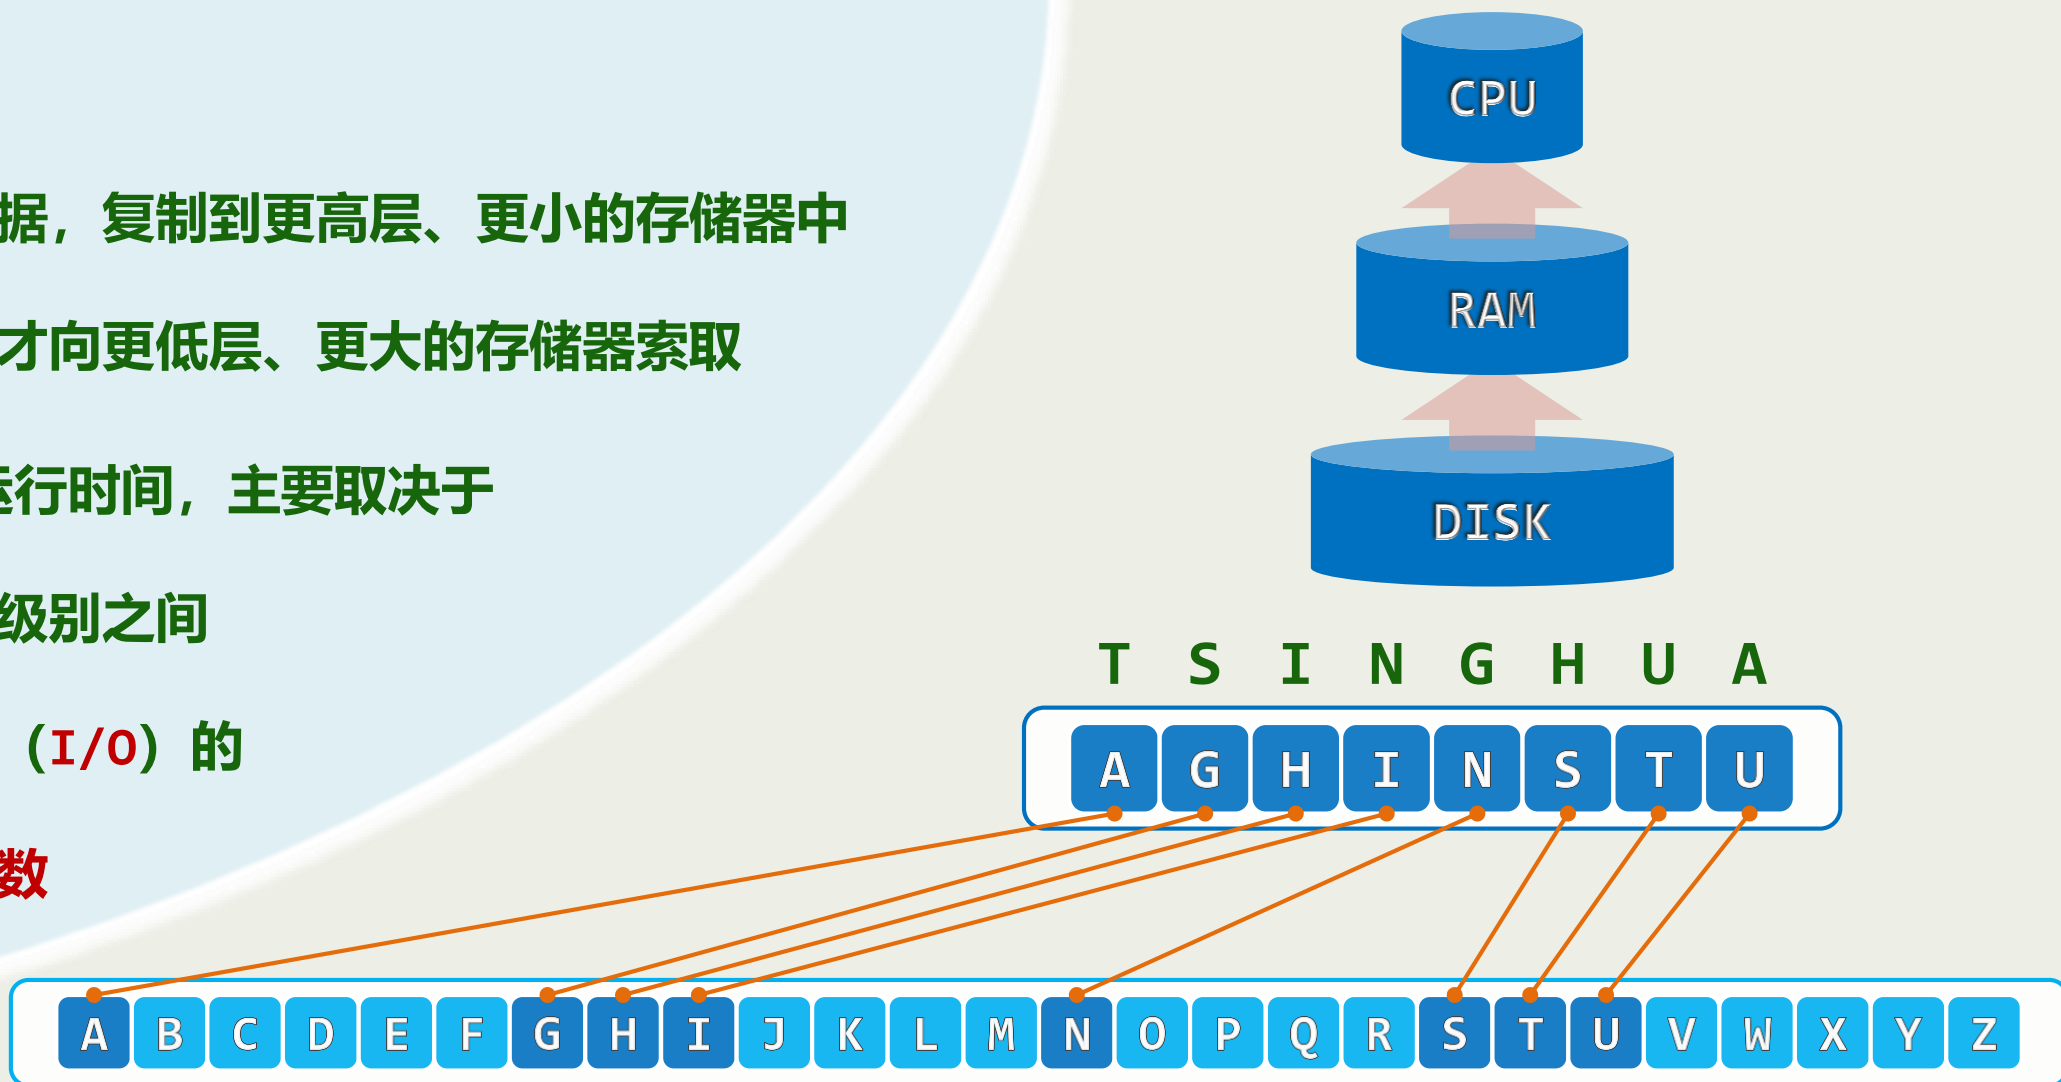 据，复制到更高层、更小的存储器中
才向更低层、更大的存储器索取
运行时间，主要取决于
级别之间
（I/O）的
数
CPU
RAM
DISK
T S I N G H U A
A G H I N S T U
A B C D E F G H I J K L M N O P Q R S T U V W X Y Z